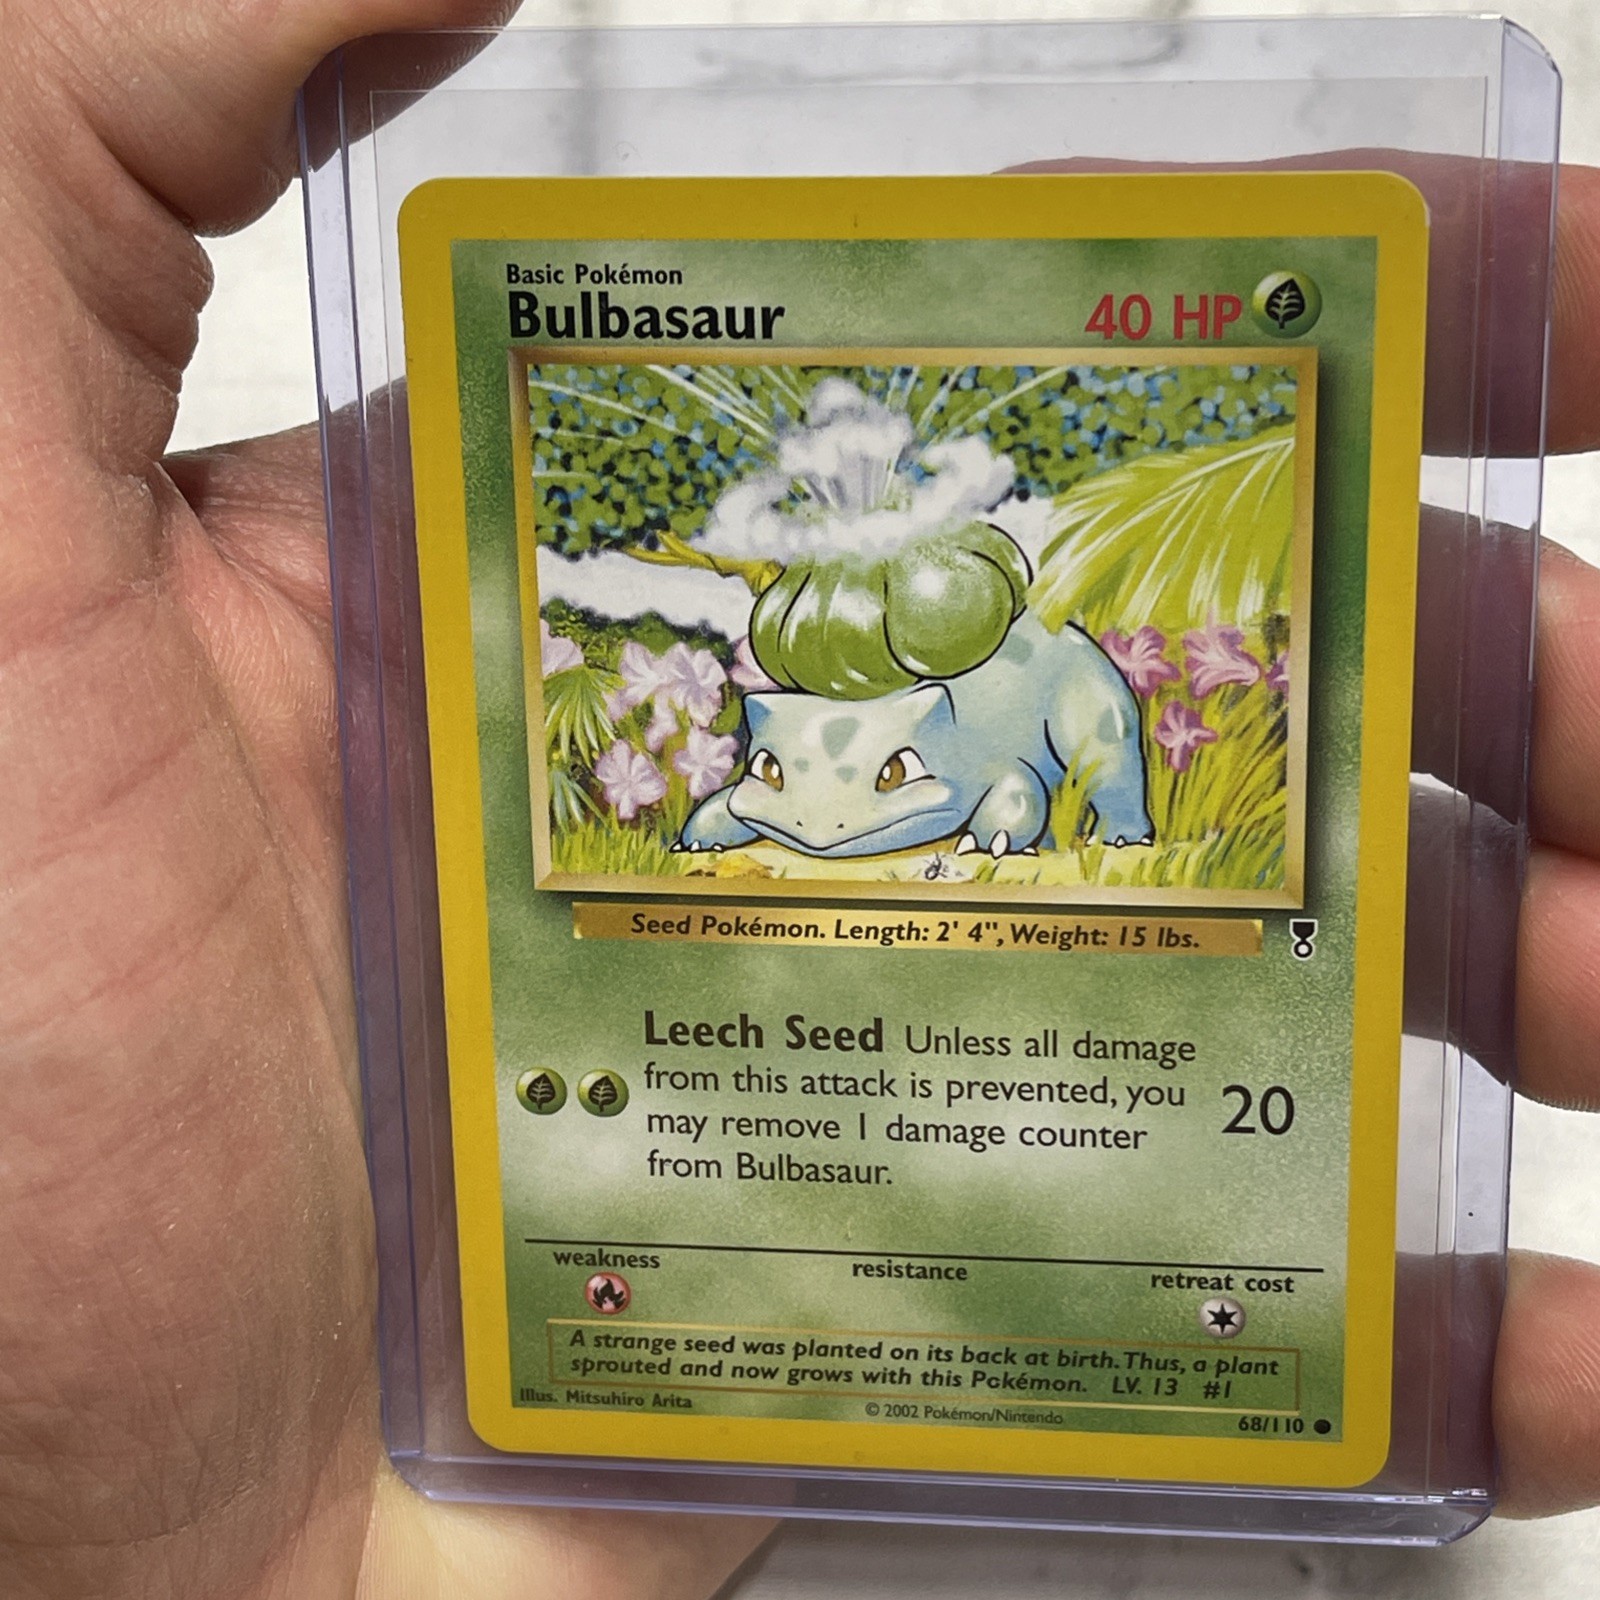 Basic Pokémon
Bulbasaur
40 HP
Seed Pokémon. Length: 2' 4", Weight: 15 lbs.
Leech Seed Unless all damage
from this attack is prevented, you
may remove 1 damage counter
from Bulbasaur.
20
weakness
resistance
retreat cost
A strange seed was planted on its back at birth. Thus, a plant
sprouted and now grows with this Pokémon. LV. 13 #1
Illus. Mitsuhiro Arita
© 2002 Pokémon/Nintendo
68/110